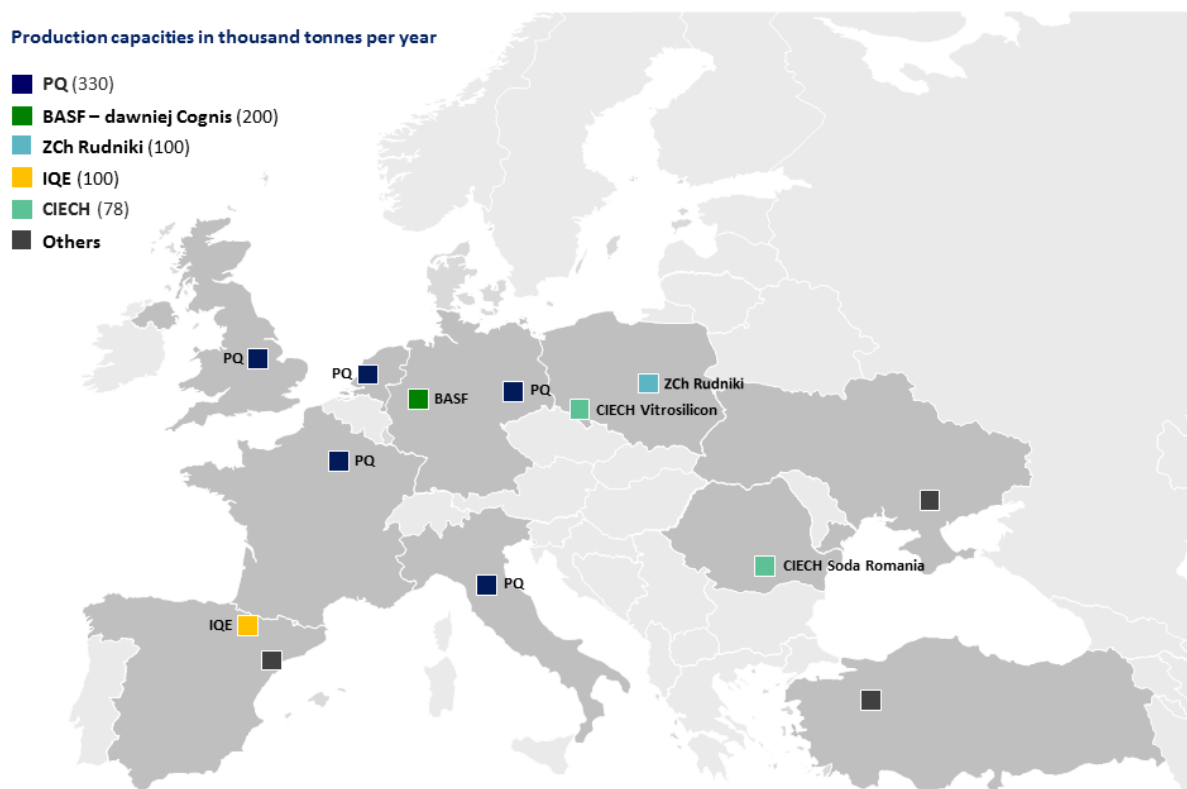 Production capacities in thousand tonnes per year
PQ (330)
BASF – dawniej Cognis (200)
ZCh Rudniki (100)
IQE (100)
CIECH (78)
Others
PQ
PQ
BASF
PQ
ZCh Rudniki
CIECH Vitrosilicon
PQ
CIECH Soda Romania
PQ
IQE